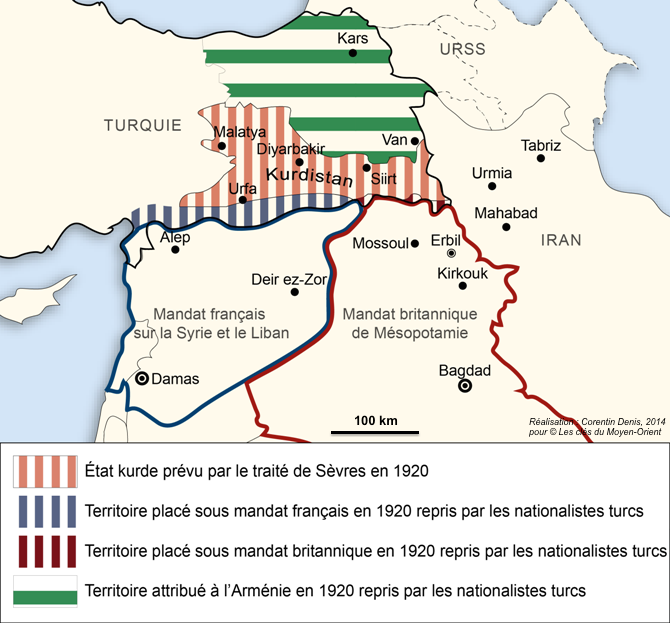 Kars
URSS
TURQUIE
Malatya
Van
Diyarbakir
Tabriz
Kurdistan
Siirt
Urmia
Urfa
Mahabad
Alep
Mossoul
Erbil
IRAN
Kirkouk
Deir ez-Zor
Mandat français
sur la Syrie et le Liban
Mandat britannique
de Mésopotamie
Damas
Bagdad
100 km
Réalisation : Corentin Denis, 2014
pour © Les clés du Moyen-Orient
État kurde prévu par le traité de Sèvres en 1920
Territoire placé sous mandat français en 1920 repris par les nationalistes turcs
Territoire placé sous mandat britannique en 1920 repris par les nationalistes turcs
Territoire attribué à l'Arménie en 1920 repris par les nationalistes turcs